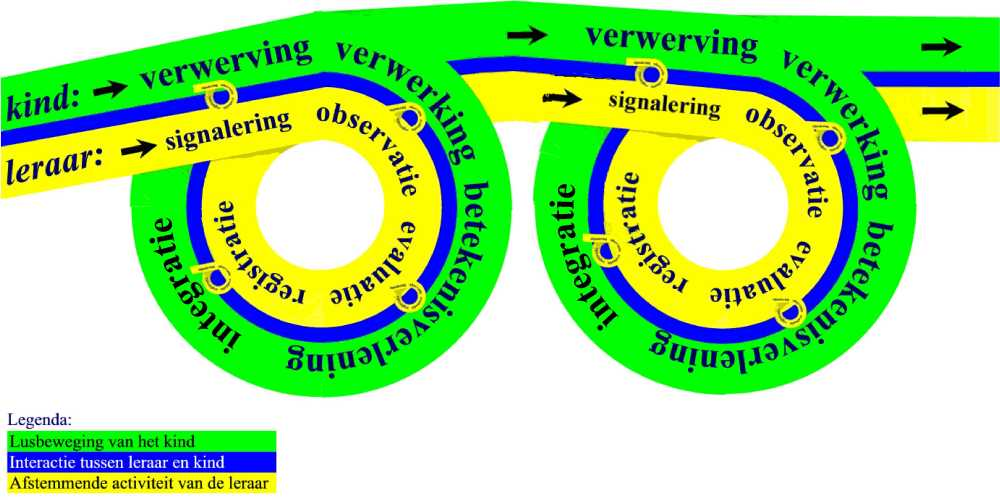 kind:
verwerving
verwerking
betekenisverlening
integratie
leraar:
signalering
observatie
evaluatie
registratie
verwerving
verwerking
betekenisverlening
integratie
signalering
observatie
evaluatie
registratie
Legenda:
Lusbeweging van het kind
Interactie tussen leraar en kind
Afstemmende activiteit van de leraar